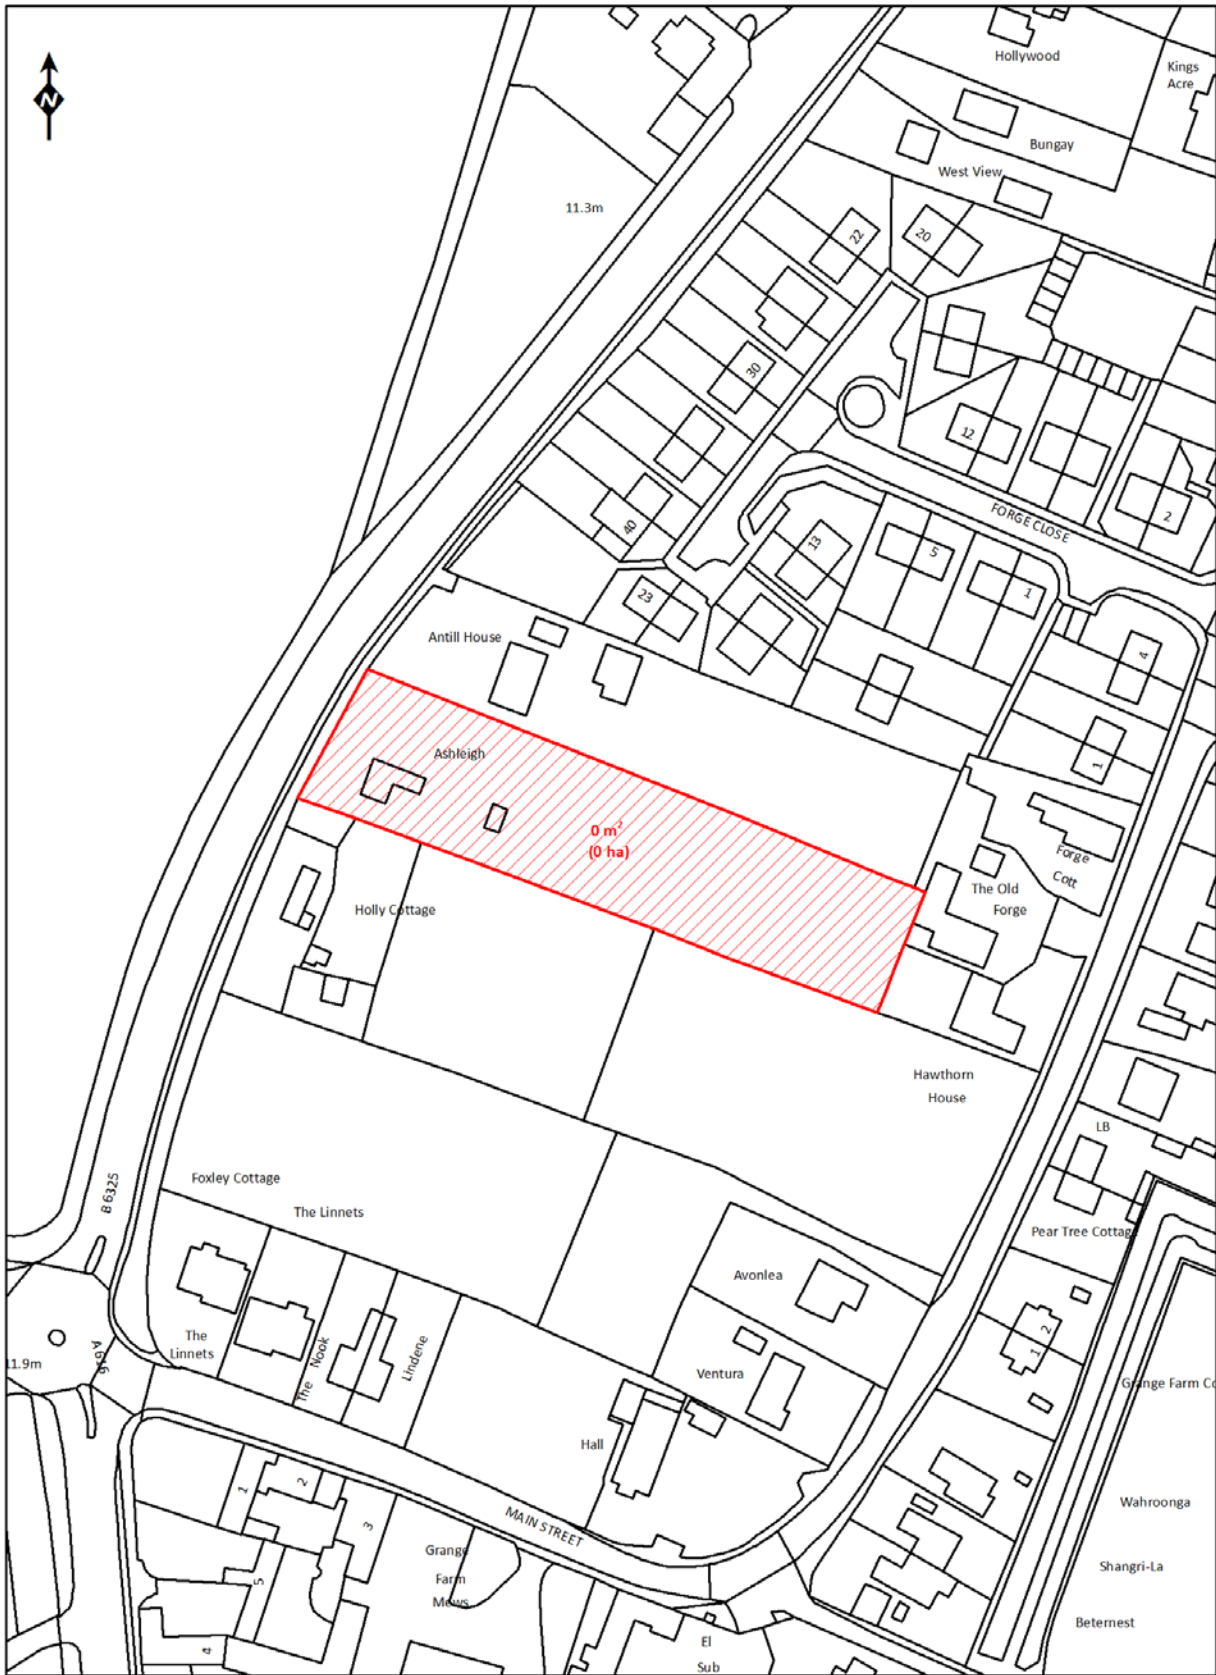 N
Hollywood
Kings
Acre
Bungay
West View
11.3m
22
20
30
12
2
FORGE CLOSE
40
13
5
1
23
4
Antill House
1
Ashleigh
0 m²
(0 ha)
Forge
Cott
The Old
Forge
Holly Cottage
Hawthorn
House
LB
B 6325
Foxley Cottage
The Linnets
Pear Tree Cottage
Avonlea
The
Linnets
The Nook
Lindene
A 616
11.9m
2
1
Ventura
Grange Farm Co
Hall
1
2
3
MAIN STREET
Wahroonga
Grange
Farm
Mews
5
Shangri-La
4
Beternest
El
Sub